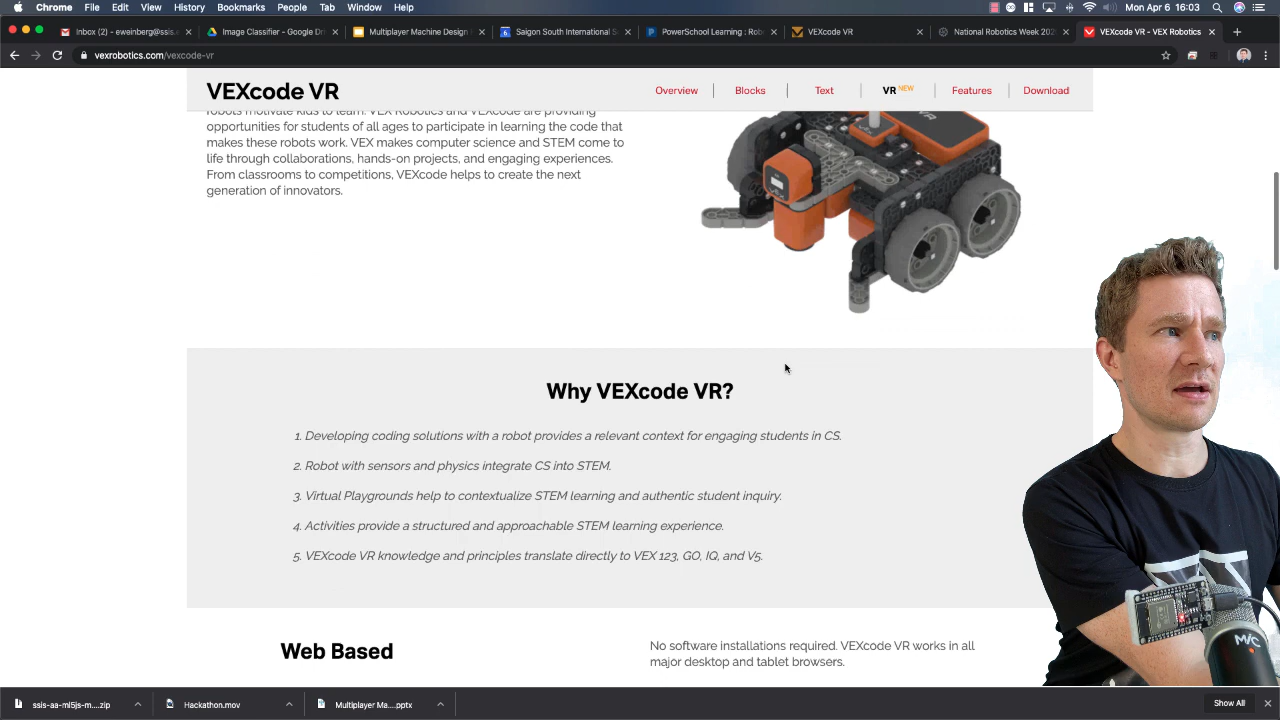 Chrome File Edit View History Bookmarks People Tab Window Help Mon Apr 6 16:03
Inbox (2) - eweinberg@ssis. Image Classifier - Google Dr Multiplayer Machine Design Saigon South International S PowerSchool Learning : Rob VEXcode VR National Robotics Week 202 VEXcode VR - VEX Robotics
vexrobotics.com/vexcode-vr
VEXcode VR Overview Blocks Text VR NEW Features Download
robots motivate kids to learn. VEX Robotics and VEXcode are providing
opportunities for students of all ages to participate in learning the code that
makes these robots work. VEX makes computer science and STEM come to
life through collaborations, hands-on projects, and engaging experiences.
From classrooms to competitions, VEXcode helps to create the next
generation of innovators.
VR
Why VEXcode VR?
1. Developing coding solutions with a robot provides a relevant context for engaging students in CS.
2. Robot with sensors and physics integrate CS into STEM.
3. Virtual Playgrounds help to contextualize STEM learning and authentic student inquiry.
4. Activities provide a structured and approachable STEM learning experience.
5. VEXcode VR knowledge and principles translate directly to VEX 123, GO, IQ, and V5.
Web Based
No software installations required. VEXcode VR works in all
major desktop and tablet browsers.
MIC
ssis-aa-ml5js-m....zip Hackathon.mov Multiplayer Ma....pptx Show All